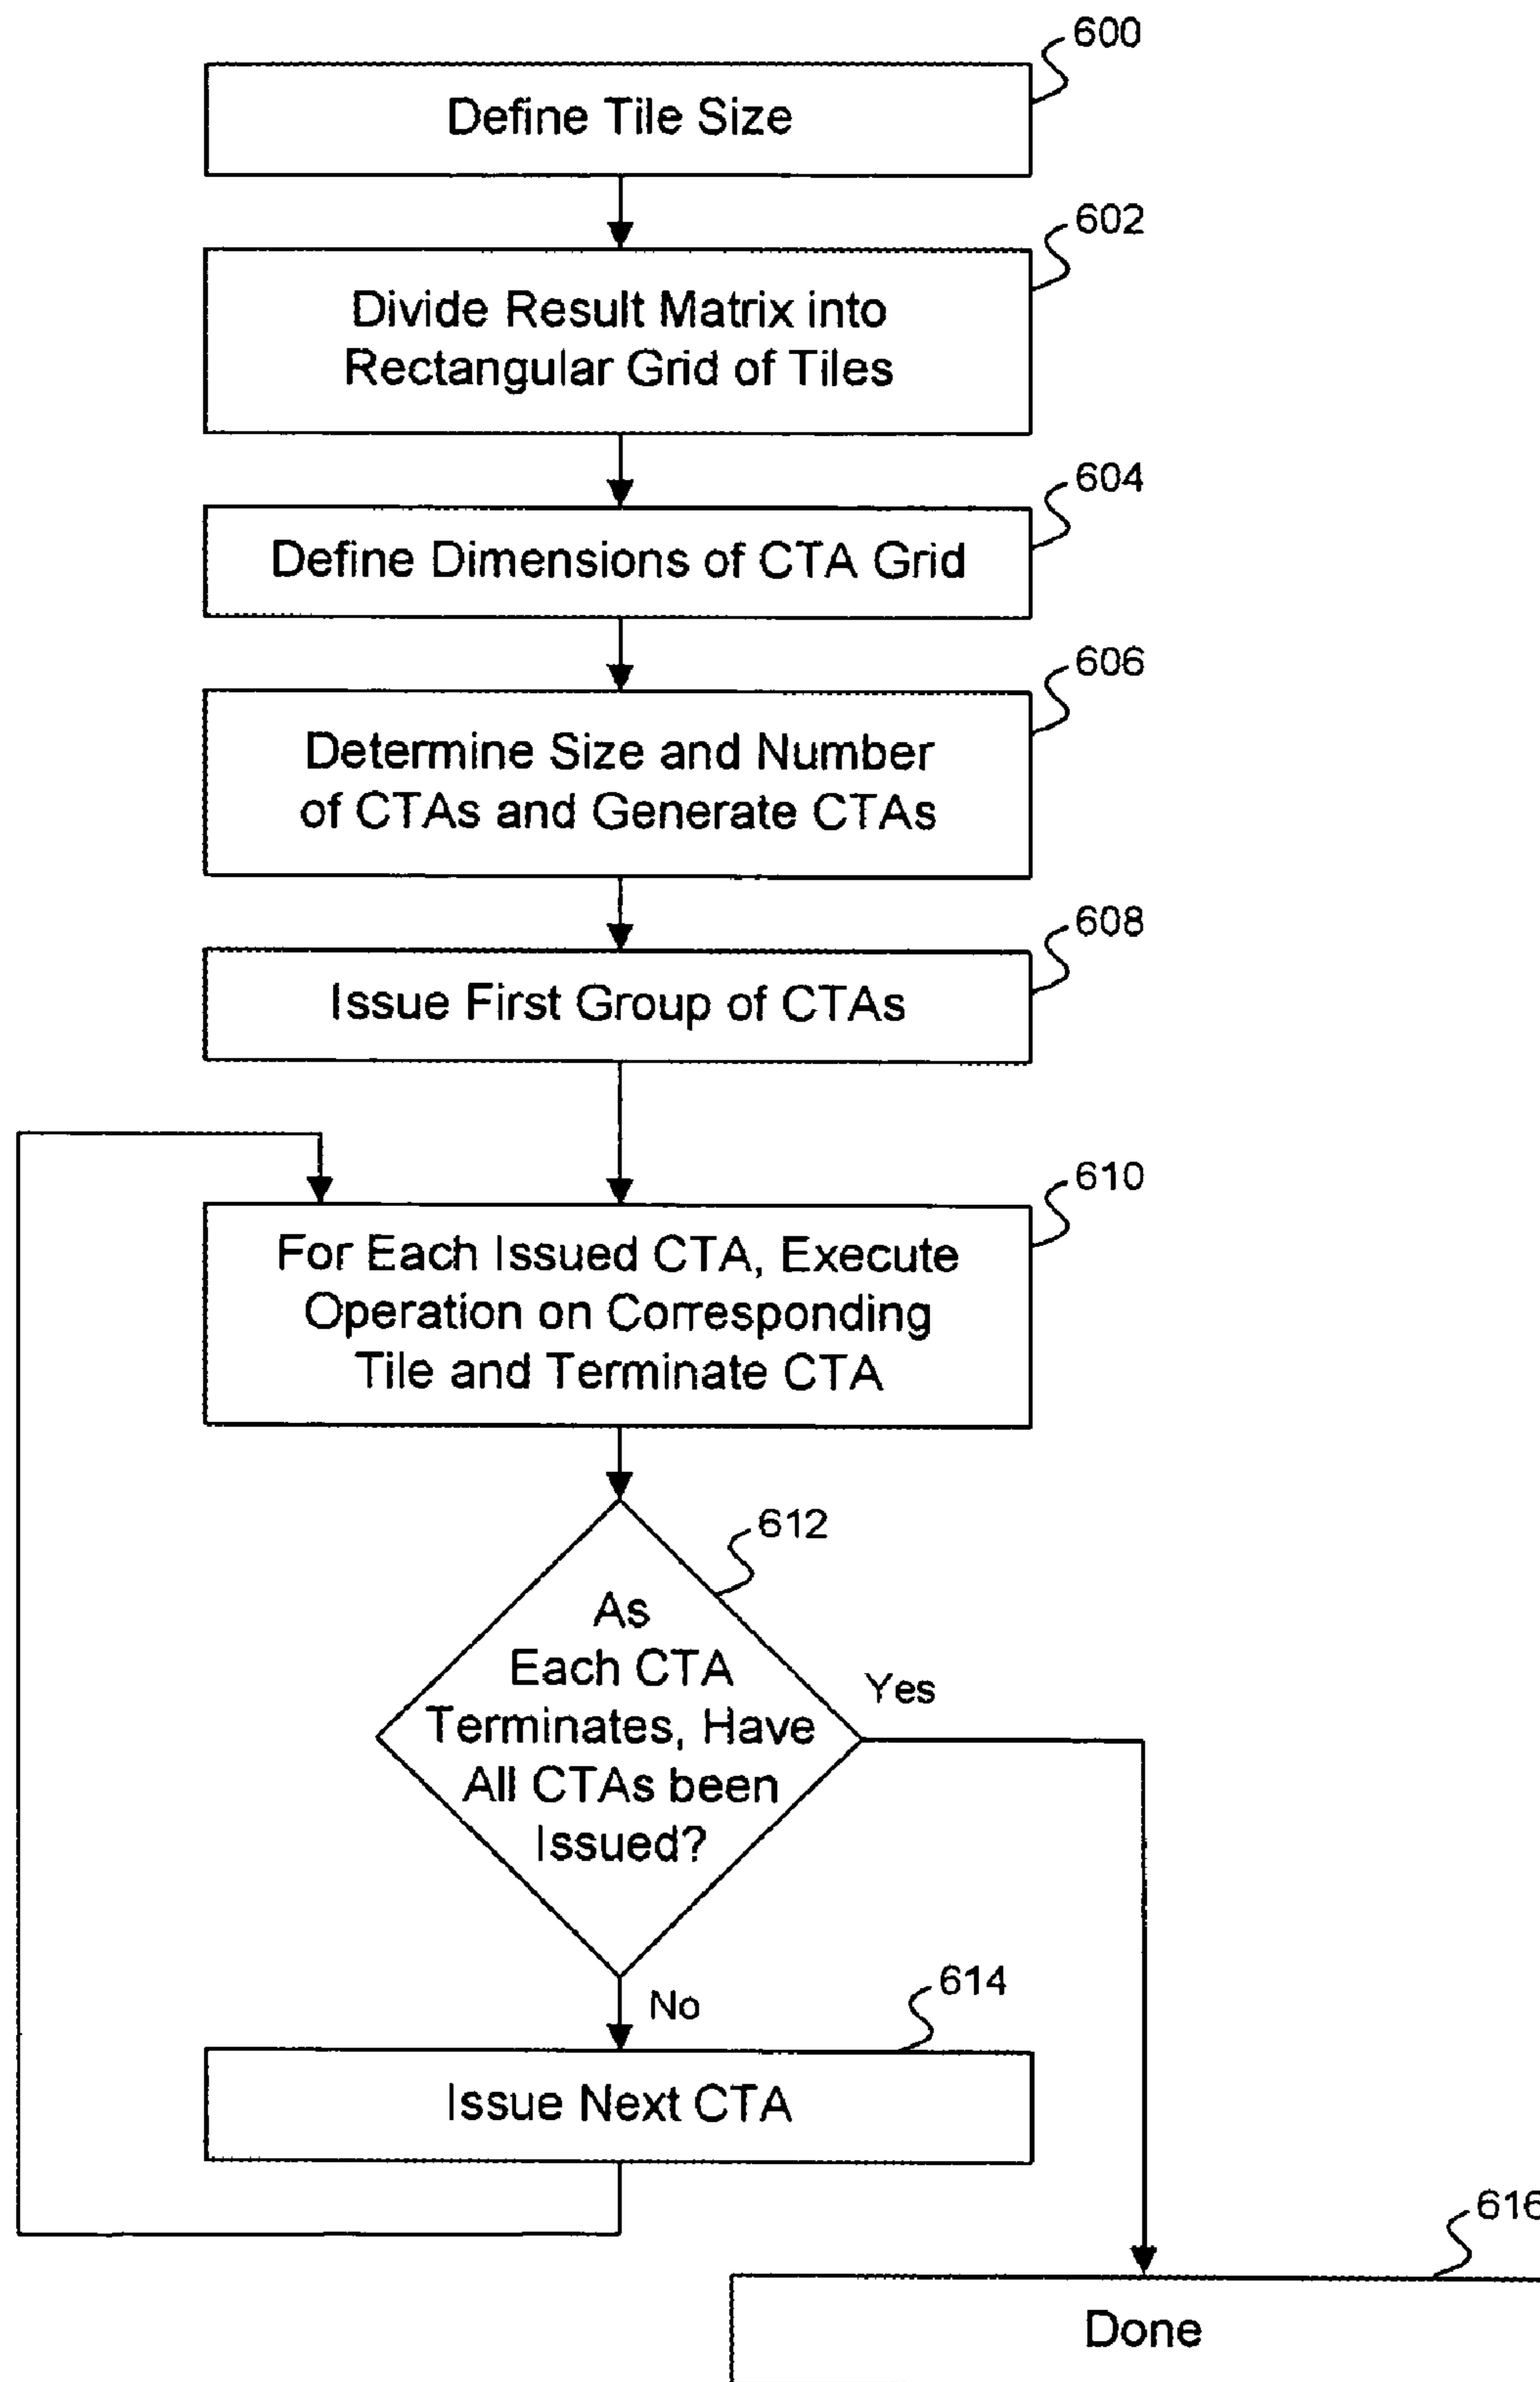 600
Define Tile Size
602
Divide Result Matrix into
Rectangular Grid of Tiles
604
Define Dimensions of CTA Grid
606
Determine Size and Number
of CTAs and Generate CTAs
608
Issue First Group of CTAs
610
For Each Issued CTA, Execute
Operation on Corresponding
Tile and Terminate CTA
612
As
Each CTA
Terminates, Have
All CTAs been
Issued?
Yes
No
614
Issue Next CTA
616
Done